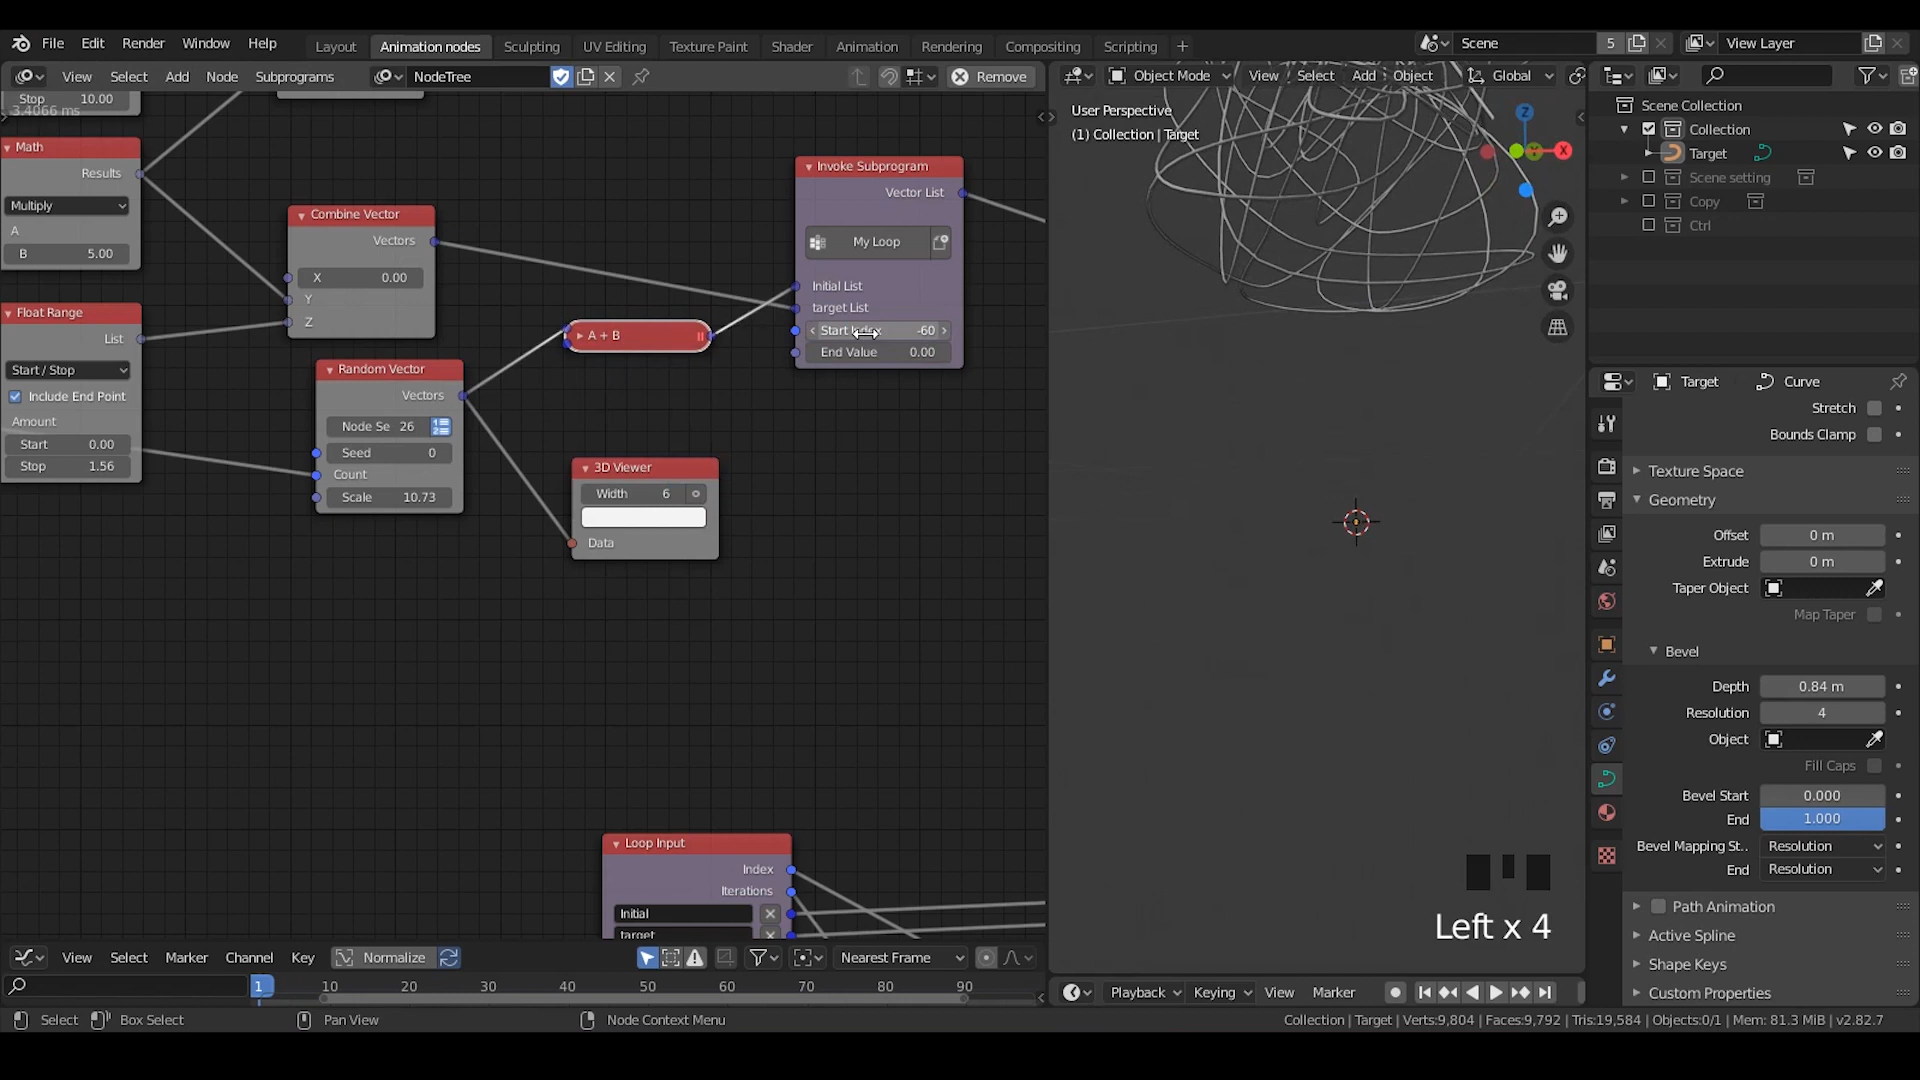 File Edit Render Window Help Layout Animation nodes Sculpting UV Editing Texture Paint Shader Animation Rendering Compositing Scripting + Scene 5 View Layer
View Select Add Node Subprograms NodeTree Remove Object Mode View Select Add Object Global
Stop 10.00
3.4066 ms
Math
Results
Multiply
A
B 5.00
Float Range
List
Start / Stop
Include End Point
Amount
Start 0.00
Stop 1.56
Combine Vector
Vectors
X 0.00
Y
Z
Random Vector
Vectors
Node Se 26
Seed 0
Count
Scale 10.73
A + B
3D Viewer
Width 6
Data
Invoke Subprogram
Vector List
My Loop
Initial List
target List
Start Index -60
End Value 0.00
Loop Input
Index
Iterations
Initial
target
User Perspective
(1) Collection | Target
Z
X
Left x 4
Scene Collection
Collection
Target
Scene setting
Copy
Ctrl
Target Curve
Stretch
Bounds Clamp
Texture Space
Geometry
Offset 0 m
Extrude 0 m
Taper Object
Map Taper
Bevel
Depth 0.84 m
Resolution 4
Object
Fill Caps
Bevel Start 0.000
End 1.000
Bevel Mapping St.. Resolution
End Resolution
Path Animation
Active Spline
Shape Keys
Custom Properties
View Select Marker Channel Key Normalize Nearest Frame
1 10 20 30 40 50 60 70 80 90
Playback Keying View Marker
Select Box Select Pan View Node Context Menu Collection | Target | Verts:9,804 | Faces:9,792 | Tris:19,584 | Objects:0/1 | Mem: 81.3 MiB | v2.82.7